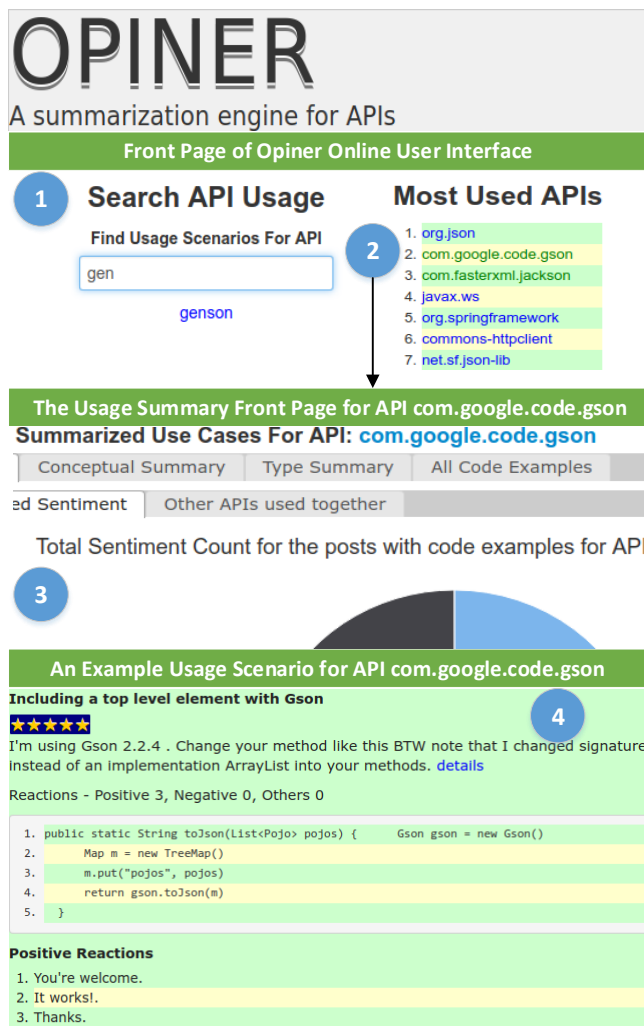 OPINER
A summarization engine for APIs
Front Page of Opiner Online User Interface
1
Search API Usage
Find Usage Scenarios For API
gen
genson
Most Used APIs
2
1. org.json
2. com.google.code.gson
3. com.fasterxml.jackson
4. javax.ws
5. org.springframework
6. commons-httpclient
7. net.sf.json-lib
The Usage Summary Front Page for API com.google.code.gson
Summarized Use Cases For API: com.google.code.gson
Conceptual Summary Type Summary All Code Examples
ed Sentiment Other APIs used together
Total Sentiment Count for the posts with code examples for API
3
An Example Usage Scenario for API com.google.code.gson
Including a top level element with Gson
4
I'm using Gson 2.2.4 . Change your method like this BTW note that I changed signature
instead of an implementation ArrayList into your methods. details
Reactions - Positive 3, Negative 0, Others 0
1. public static String toJson(List<Pojo> pojos) { Gson gson = new Gson()
2. Map m = new TreeMap()
3. m.put("pojos", pojos)
4. return gson.toJson(m)
5. }
Positive Reactions
1. You're welcome.
2. It works!.
3. Thanks.